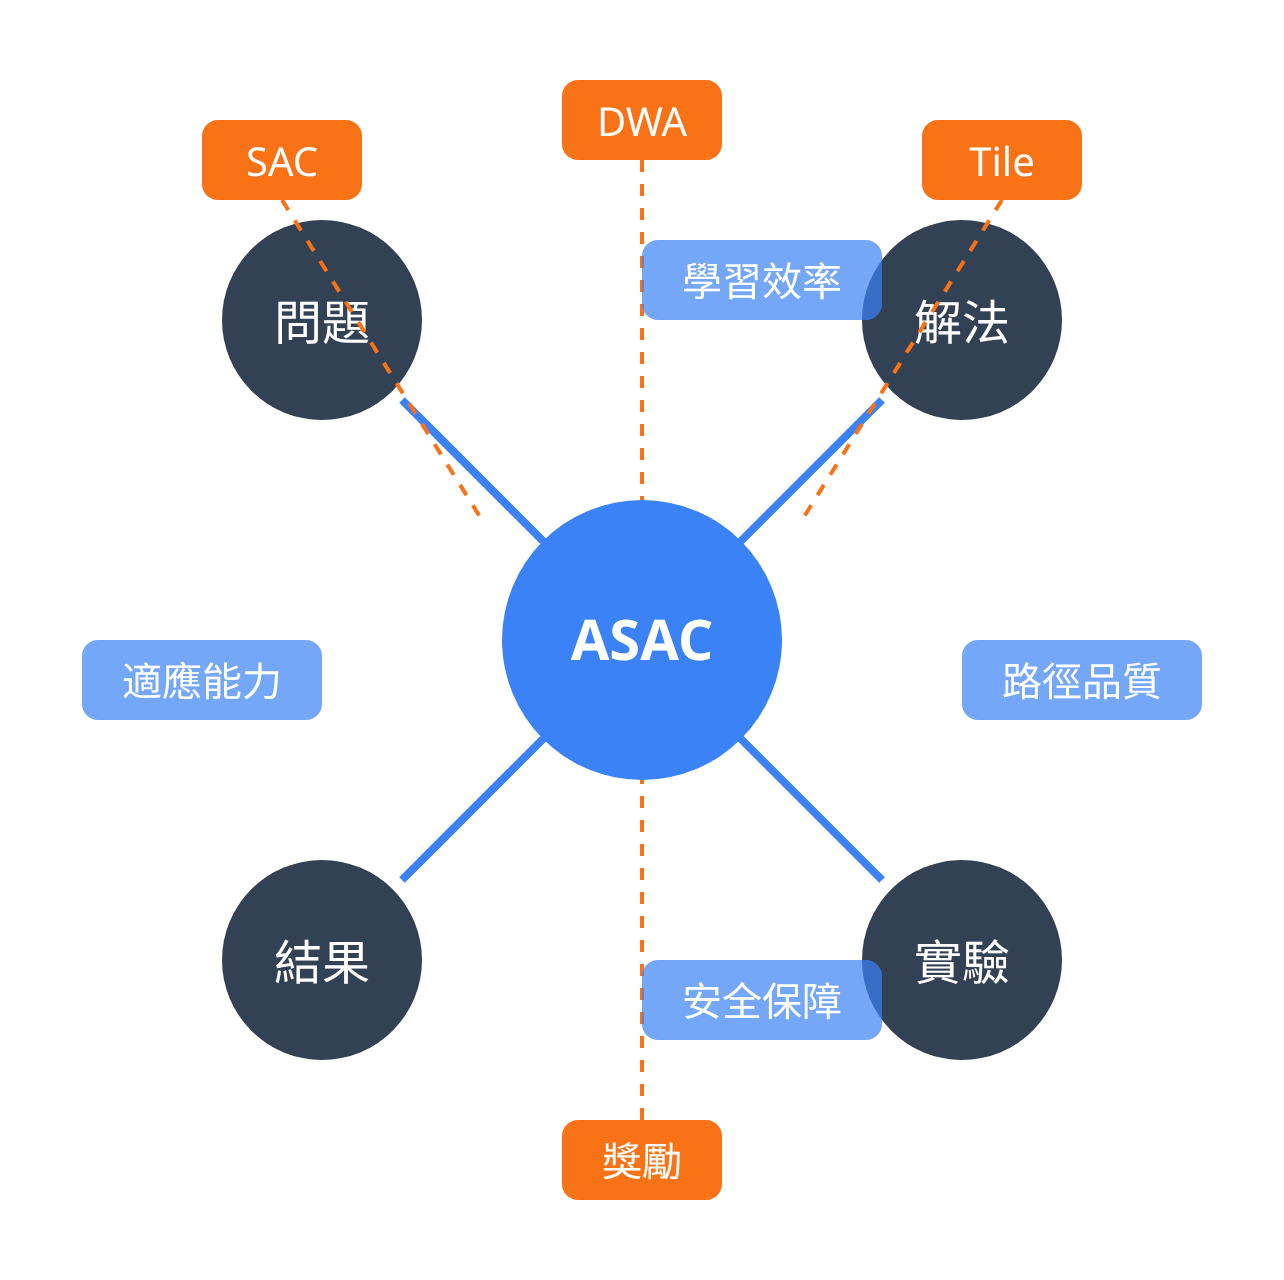 DWA
SAC
Tile
學習效率
問題
解法
ASAC
適應能力
路徑品質
結果
實驗
安全保障
獎勵